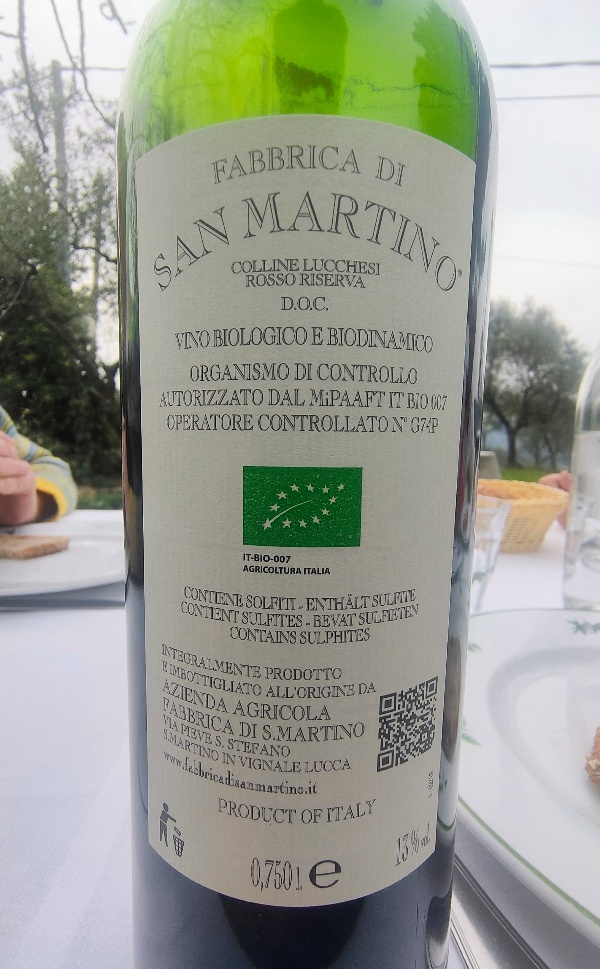 FABBRICA DI
SAN MARTINO®
COLLINE LUCCHESI
ROSSO RISERVA
D.O.C.
VINO BIOLOGICO E BIODINAMICO
ORGANISMO DI CONTROLLO
AUTORIZZATO DAL MiPAAFT IT BIO 007
OPERATORE CONTROLLATO N° G74P
IT-BIO-007
AGRICOLTURA ITALIA
CONTIENE SOLFITI - ENTHÄLT SULFITE
CONTENT SULFITES - BEVAT SULFIETEN
CONTAINS SULPHITES
INTEGRALMENTE PRODOTTO
E IMBOTTIGLIATO ALL'ORIGINE DA
AZIENDA AGRICOLA
FABBRICA DI S.MARTINO
VIA PIEVE S. STEFANO
S.MARTINO IN VIGNALE LUCCA
www.fabbricadisanmartino.it
PRODUCT OF ITALY
0,750 l e
13 % vol.